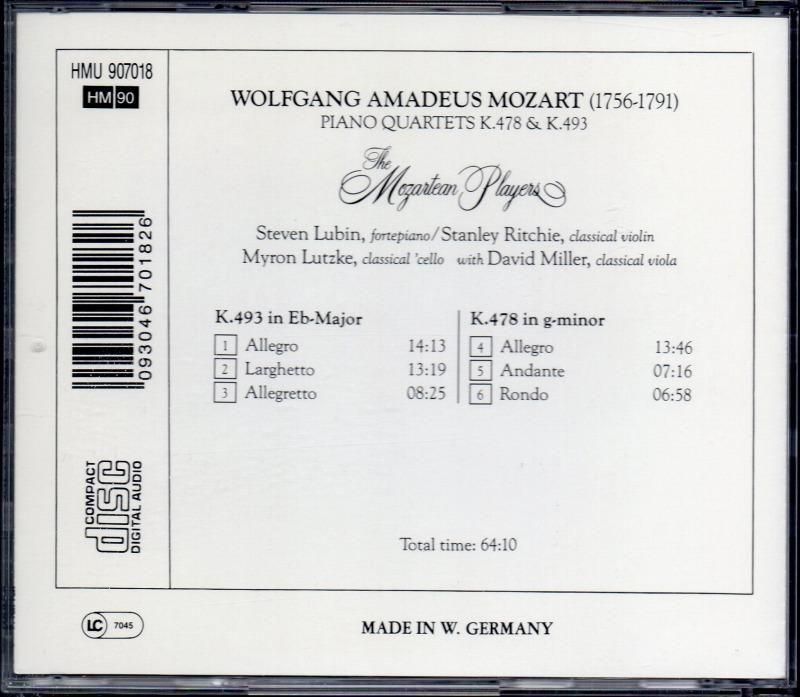 HMU 907018
HM 90
WOLFGANG AMADEUS MOZART (1756-1791)
PIANO QUARTETS K.478 & K.493
The
Mozartean Players
Steven Lubin, fortepiano/Stanley Ritchie, classical violin
Myron Lutzke, classical 'cello with David Miller, classical viola
K.493 in Eb-Major
1 Allegro 14:13
2 Larghetto 13:19
3 Allegretto 08:25
K.478 in g-minor
4 Allegro 13:46
5 Andante 07:16
6 Rondo 06:58
Total time: 64:10
093046 701826
COMPACT
disc
DIGITAL AUDIO
LC 7045
MADE IN W. GERMANY